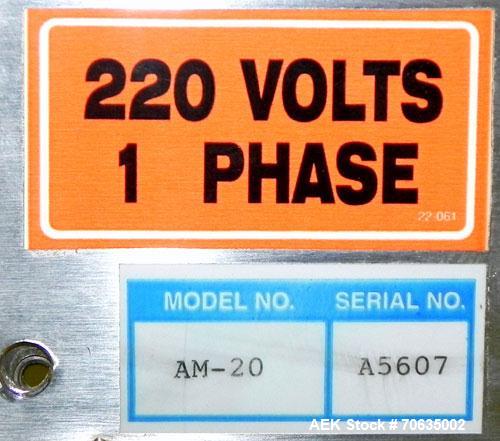 220 VOLTS
1 PHASE
22-061
MODEL NO. SERIAL NO.
AM-20 A5607
AEK Stock # 70635002